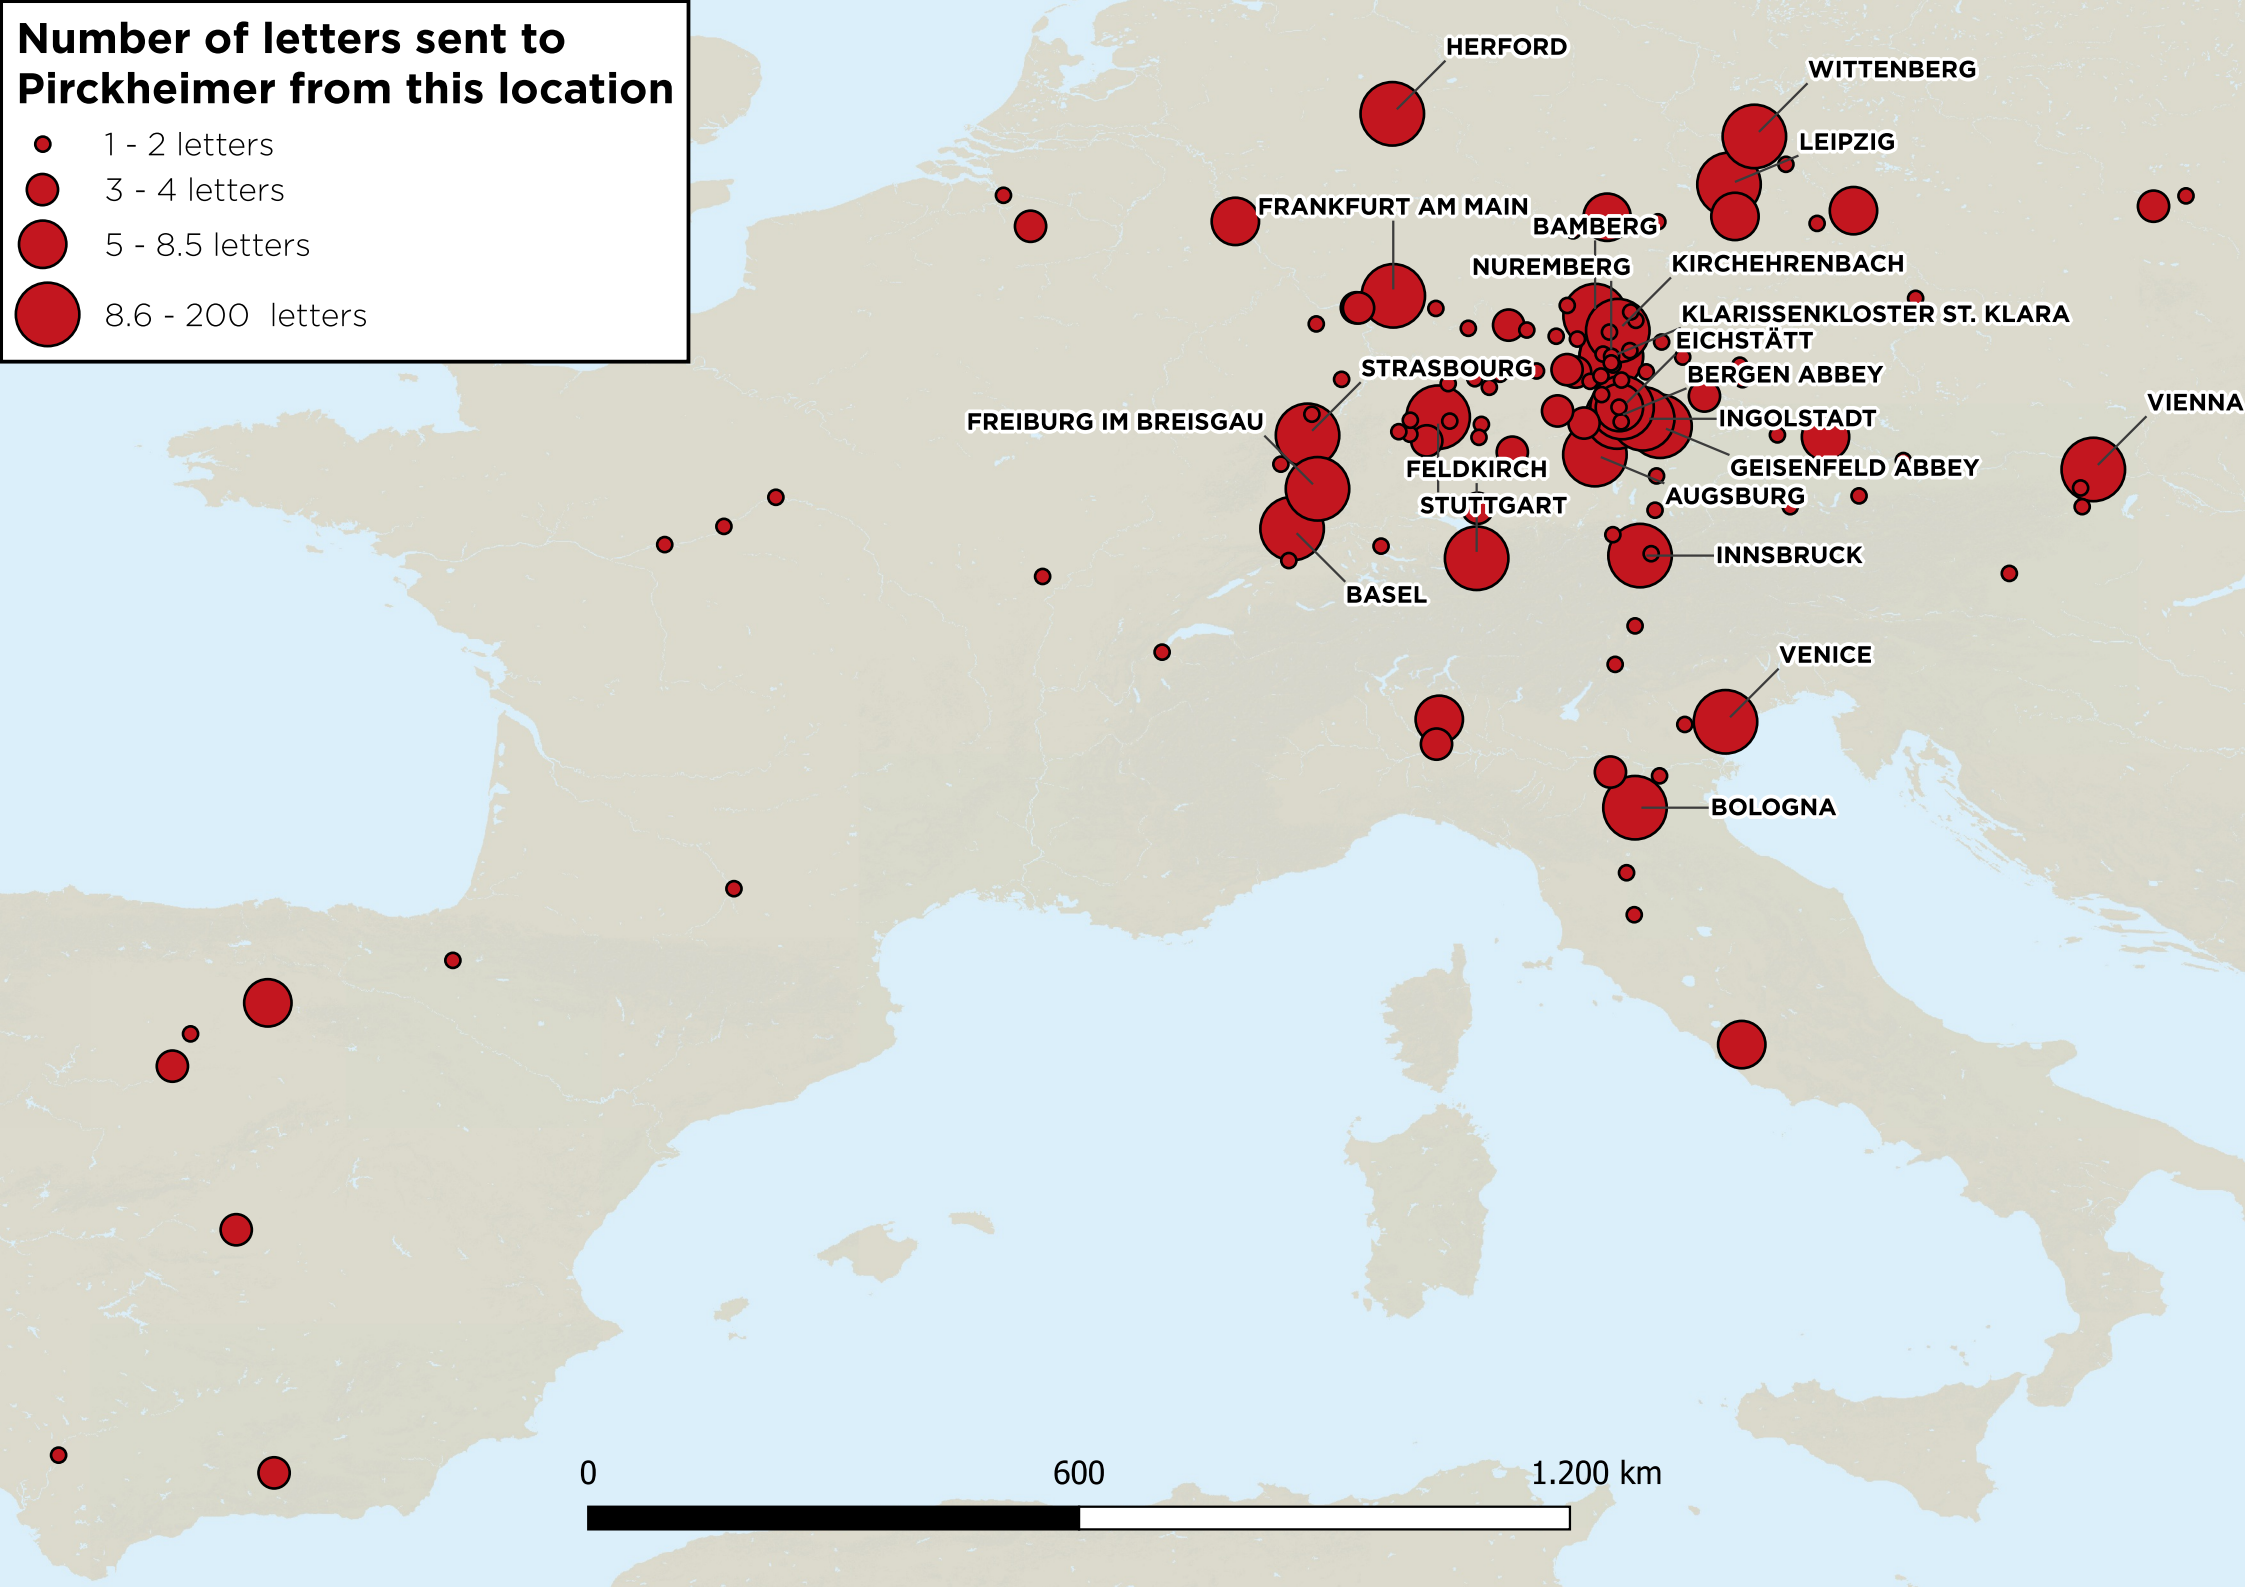 Number of letters sent to
Pirckheimer from this location
1 - 2 letters
3 - 4 letters
5 - 8.5 letters
8.6 - 200 letters
HERFORD
WITTENBERG
LEIPZIG
FRANKFURT AM MAIN
BAMBERG
NUREMBERG
KIRCHEHRENBACH
KLARISSENKLOSTER ST. KLARA
EICHSTÄTT
STRASBOURG
BERGEN ABBEY
VIENNA
FREIBURG IM BREISGAU
INGOLSTADT
FELDKIRCH
GEISENFELD ABBEY
STUTTGART
AUGSBURG
INNSBRUCK
BASEL
VENICE
BOLOGNA
0 600 1.200 km